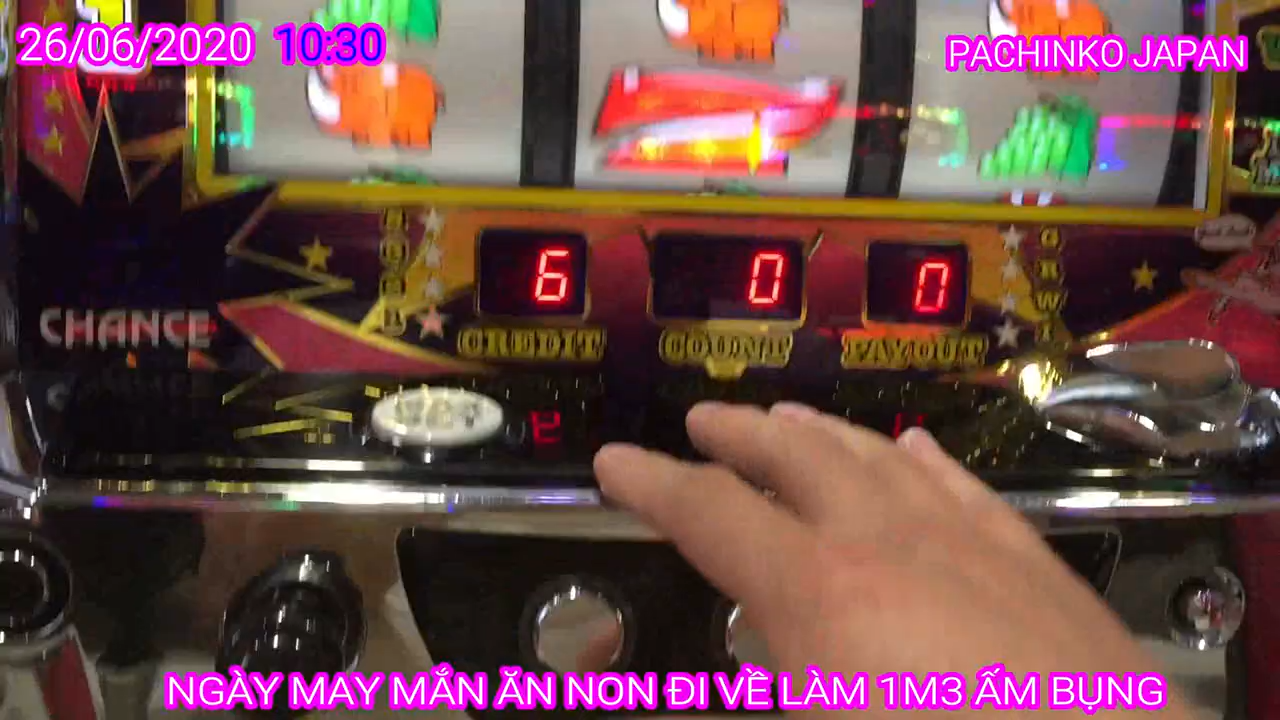 26/06/2020 10:30
PACHINKO JAPAN
6 0 0
CHANCE
CREDIT COUNT PAYOUT
NGÀY MAY MẮN ĂN NON ĐI VỀ LÀM 1M3 ẤM BỤNG